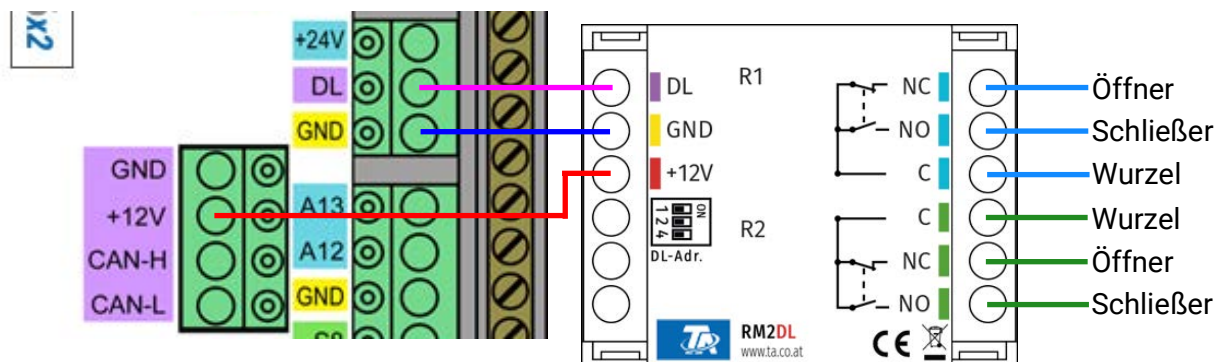 x2
+24V
DL
GND
GND
+12V
CAN-H
CAN-L
A13
A12
GND
DL
GND
+12V
1 2 4
ON
DL-Adr.
R1
R2
NC
NO
C
C
NC
NO
TA
RM2DL
www.ta.co.at
CE
Öffner
Schließer
Wurzel
Wurzel
Öffner
Schließer